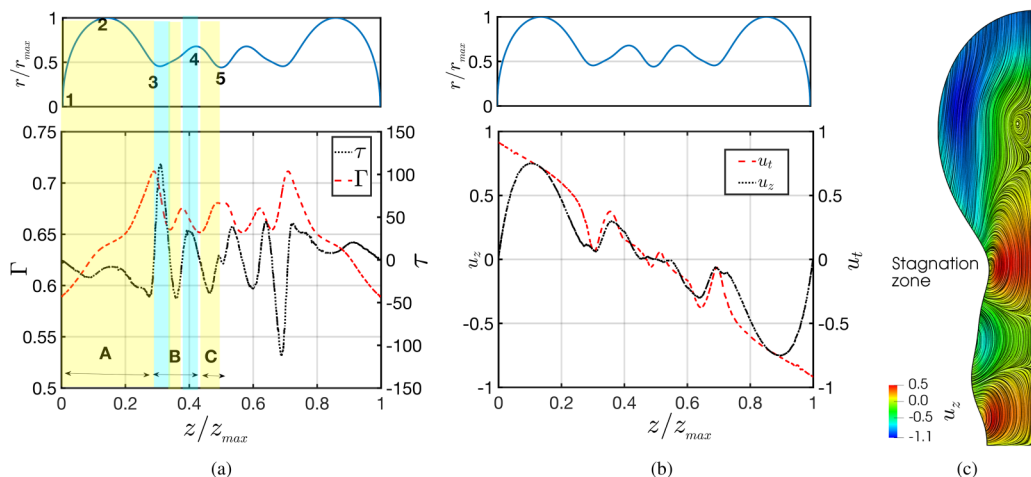 r/r_max
1
0.5
0
1
2
3
4
5
0.75
0.7
0.65
0.6
0.55
0.5
Γ
150
100
50
0
-50
-100
-150
τ
τ
Γ
A
B
C
0
0.2
0.4
0.6
0.8
1
z/z_max
(a)
r/r_max
1
0.5
0
1
0.5
0
-0.5
-1
u_z
1
0.5
0
-0.5
-1
u_t
u_t
u_z
0
0.2
0.4
0.6
0.8
1
z/z_max
(b)
Stagnation
zone
0.5
0.0
-0.5
-1.1
u_z
(c)